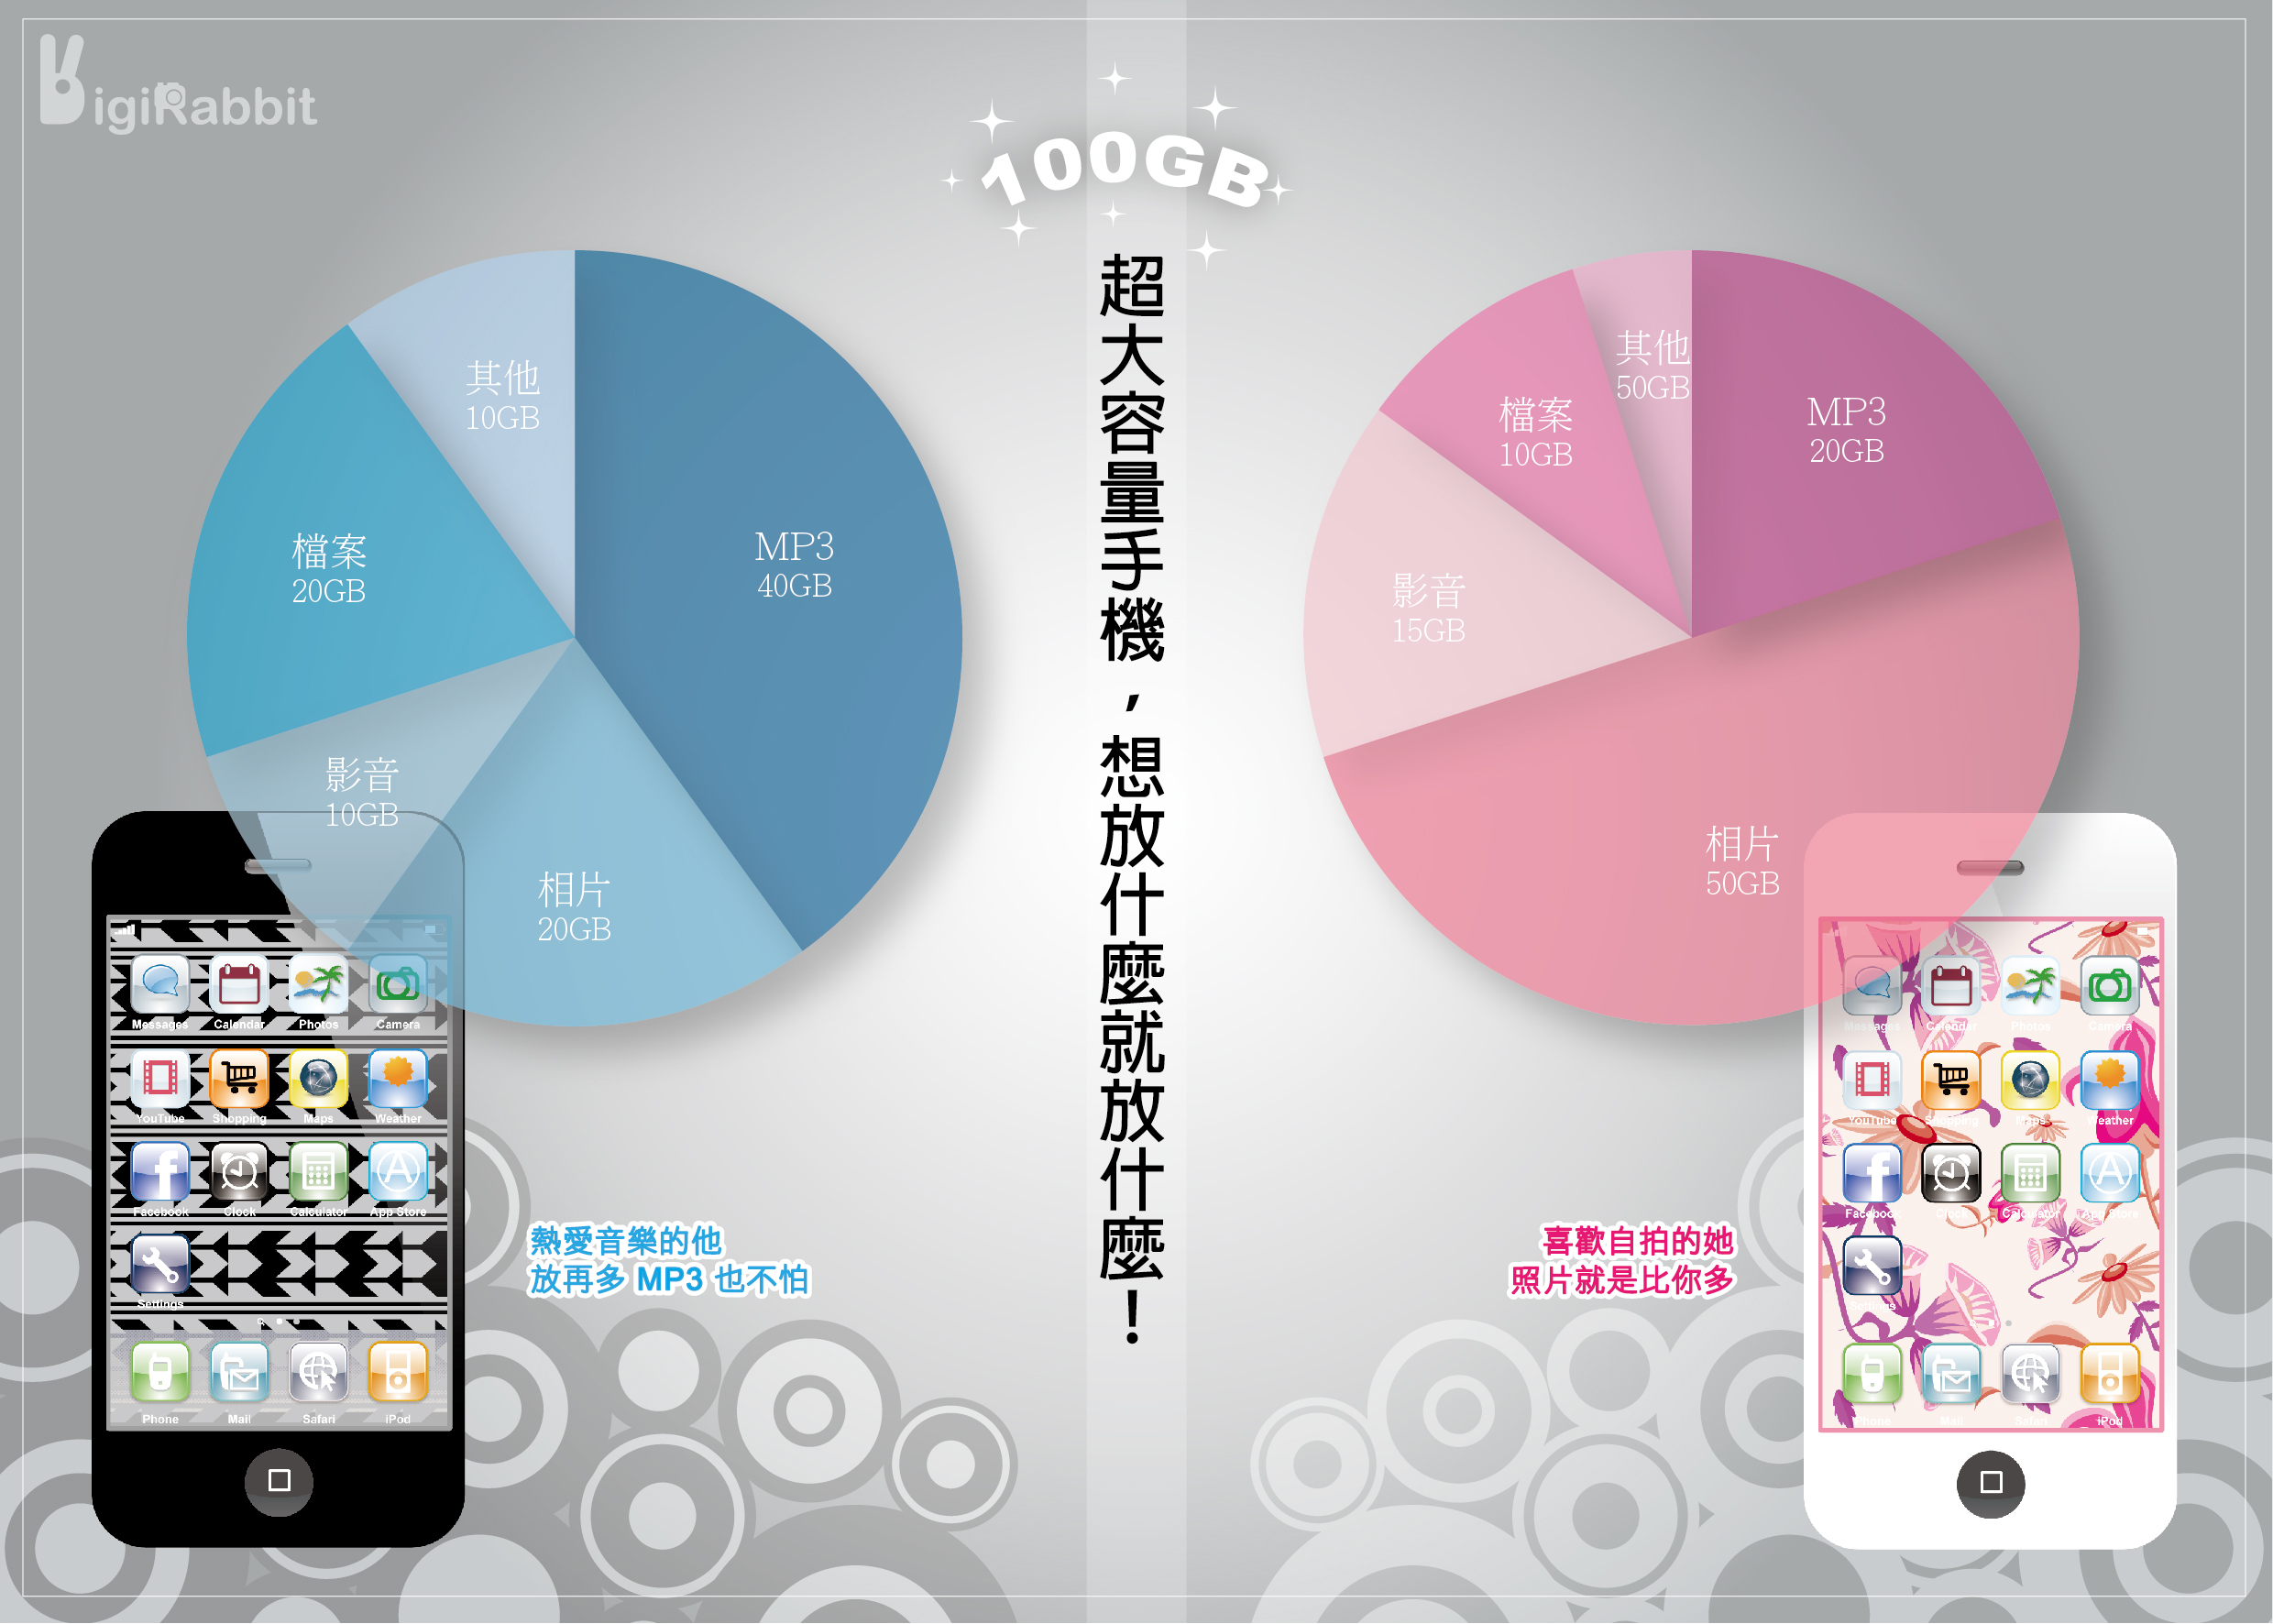 DigiRabbit
100GB
超大容量手機，想放什麼就放什麼！
其他
10GB
MP3
40GB
檔案
20GB
影音
10GB
相片
20GB
其他
50GB
MP3
20GB
檔案
10GB
影音
15GB
相片
50GB
熱愛音樂的他
放再多 MP3 也不怕
喜歡自拍的她
照片就是比你多
Messages Calendar Photos Camera
YouTube Shopping Maps Weather
Facebook Clock Calculator App Store
Settings
Phone Mail Safari iPod
Messages Calendar Photos Camera
YouTube Shopping Maps Weather
Facebook Clock Calculator App Store
Settings
Phone Mail Safari iPod